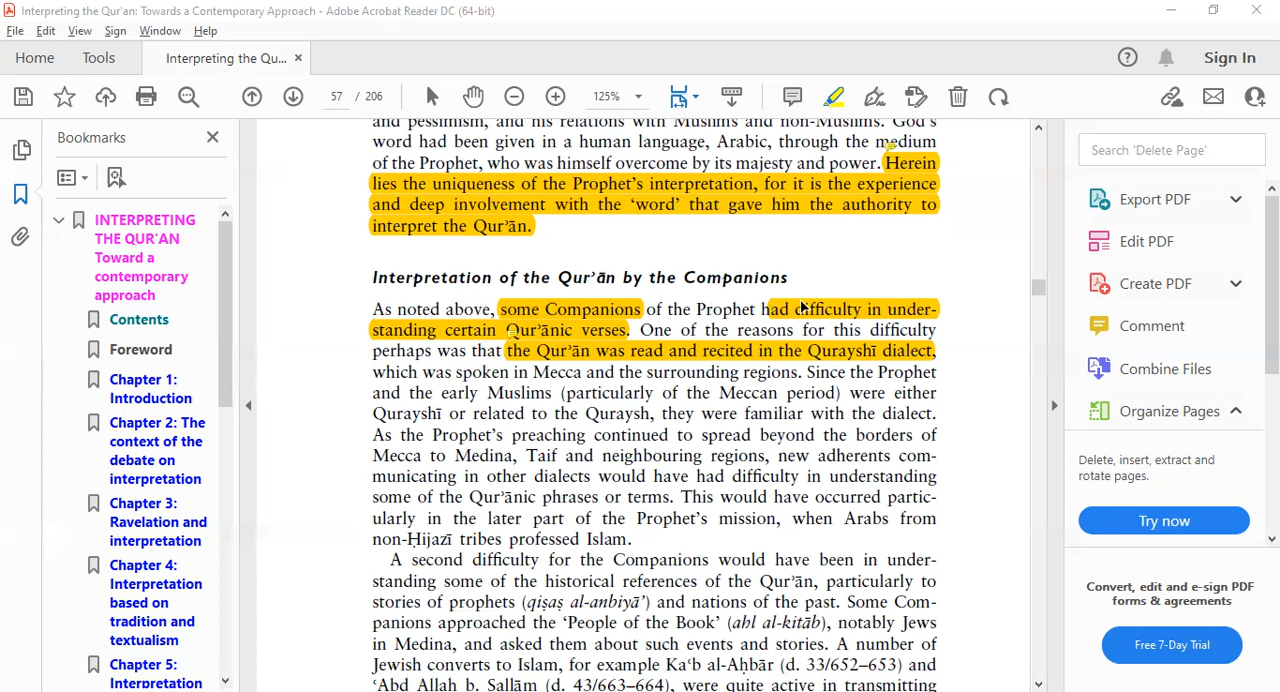 Interpreting the Qur'an: Towards a Contemporary Approach - Adobe Acrobat Reader DC (64-bit)
File Edit View Sign Window Help
Home Tools Interpreting the Qu... × Sign In
57 / 206 125%
Bookmarks
INTERPRETING
THE QUR'AN
Toward a
contemporary
approach
Contents
Foreword
Chapter 1:
Introduction
Chapter 2: The
context of the
debate on
interpretation
Chapter 3:
Ravelation and
interpretation
Chapter 4:
Interpretation
based on
tradition and
textualism
Chapter 5:
Interpretation
and pessimism, and his relations with Muslims and non-Muslims. God's
word had been given in a human language, Arabic, through the medium
of the Prophet, who was himself overcome by its majesty and power. Herein
lies the uniqueness of the Prophet's interpretation, for it is the experience
and deep involvement with the 'word' that gave him the authority to
interpret the Qurʾān.
Interpretation of the Qurʾān by the Companions
As noted above, some Companions of the Prophet had difficulty in under-
standing certain Qurʾānic verses. One of the reasons for this difficulty
perhaps was that the Qurʾān was read and recited in the Qurayshī dialect,
which was spoken in Mecca and the surrounding regions. Since the Prophet
and the early Muslims (particularly of the Meccan period) were either
Qurayshī or related to the Quraysh, they were familiar with the dialect.
As the Prophet's preaching continued to spread beyond the borders of
Mecca to Medina, Taif and neighbouring regions, new adherents com-
municating in other dialects would have had difficulty in understanding
some of the Qurʾānic phrases or terms. This would have occurred partic-
ularly in the later part of the Prophet's mission, when Arabs from
non-Ḥijazī tribes professed Islam.
A second difficulty for the Companions would have been in under-
standing some of the historical references of the Qurʾān, particularly to
stories of prophets (qiṣaṣ al-anbiyāʾ) and nations of the past. Some Com-
panions approached the 'People of the Book' (ahl al-kitāb), notably Jews
in Medina, and asked them about such events and stories. A number of
Jewish converts to Islam, for example Kaʿb al-Aḥbār (d. 33/652–653) and
ʿAbd Allah b. Sallām (d. 43/663–664), were quite active in transmitting
Search 'Delete Page'
Export PDF
Edit PDF
Create PDF
Comment
Combine Files
Organize Pages
Delete, insert, extract and
rotate pages.
Try now
Convert, edit and e-sign PDF
forms & agreements
Free 7-Day Trial